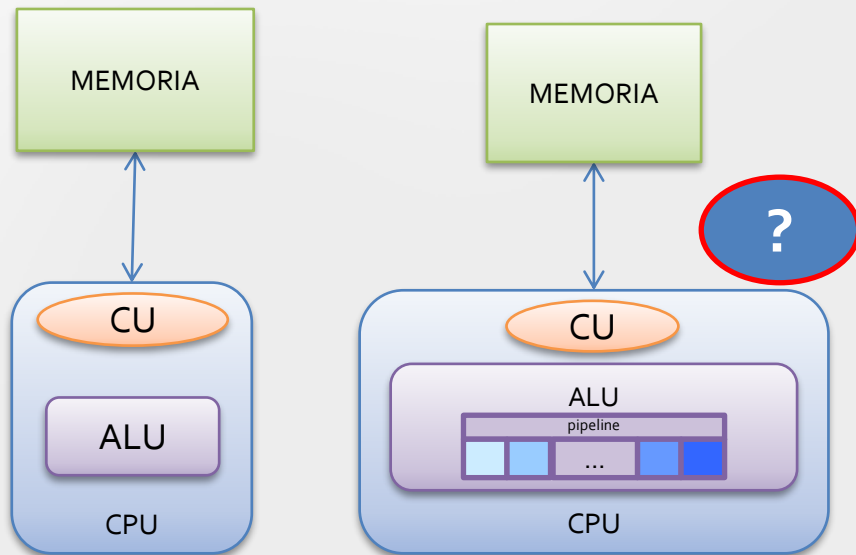 MEMORIA
CU
ALU
CPU
MEMORIA
?
CU
ALU
pipeline
...
CPU